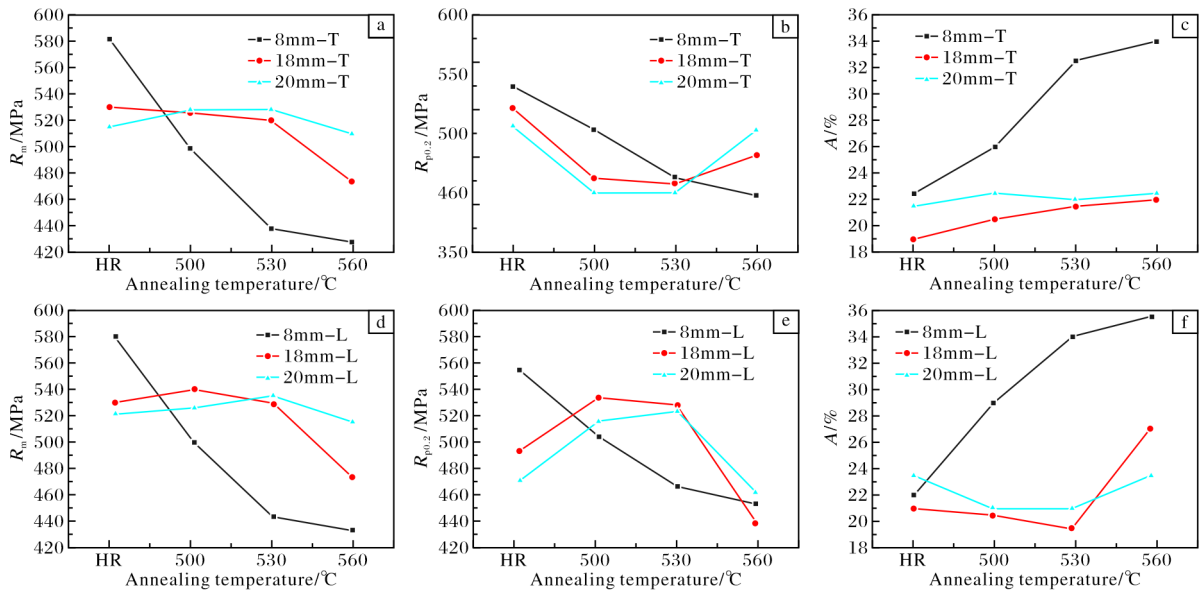 a
600
580
560
540
520
500
480
460
440
420
R_m/MPa
8mm-T
18mm-T
20mm-T
HR 500 530 560
Annealing temperature/℃
b
600
550
500
460
350
R_p0.2/MPa
8mm-T
18mm-T
20mm-T
HR 500 530 560
Annealing temperature/℃
c
36
34
32
30
28
26
24
22
20
18
A/%
8mm-T
18mm-T
20mm-T
HR 500 530 560
Annealing temperature/℃
d
600
580
560
540
520
500
480
460
440
420
R_m/MPa
8mm-L
18mm-L
20mm-L
HR 500 530 560
Annealing temperature/℃
e
600
580
560
540
520
500
480
460
440
420
R_p0.2/MPa
8mm-L
18mm-L
20mm-L
HR 500 530 560
Annealing temperature/℃
f
36
34
32
30
28
26
24
22
20
18
A/%
8mm-L
18mm-L
20mm-L
HR 500 530 560
Annealing temperature/℃